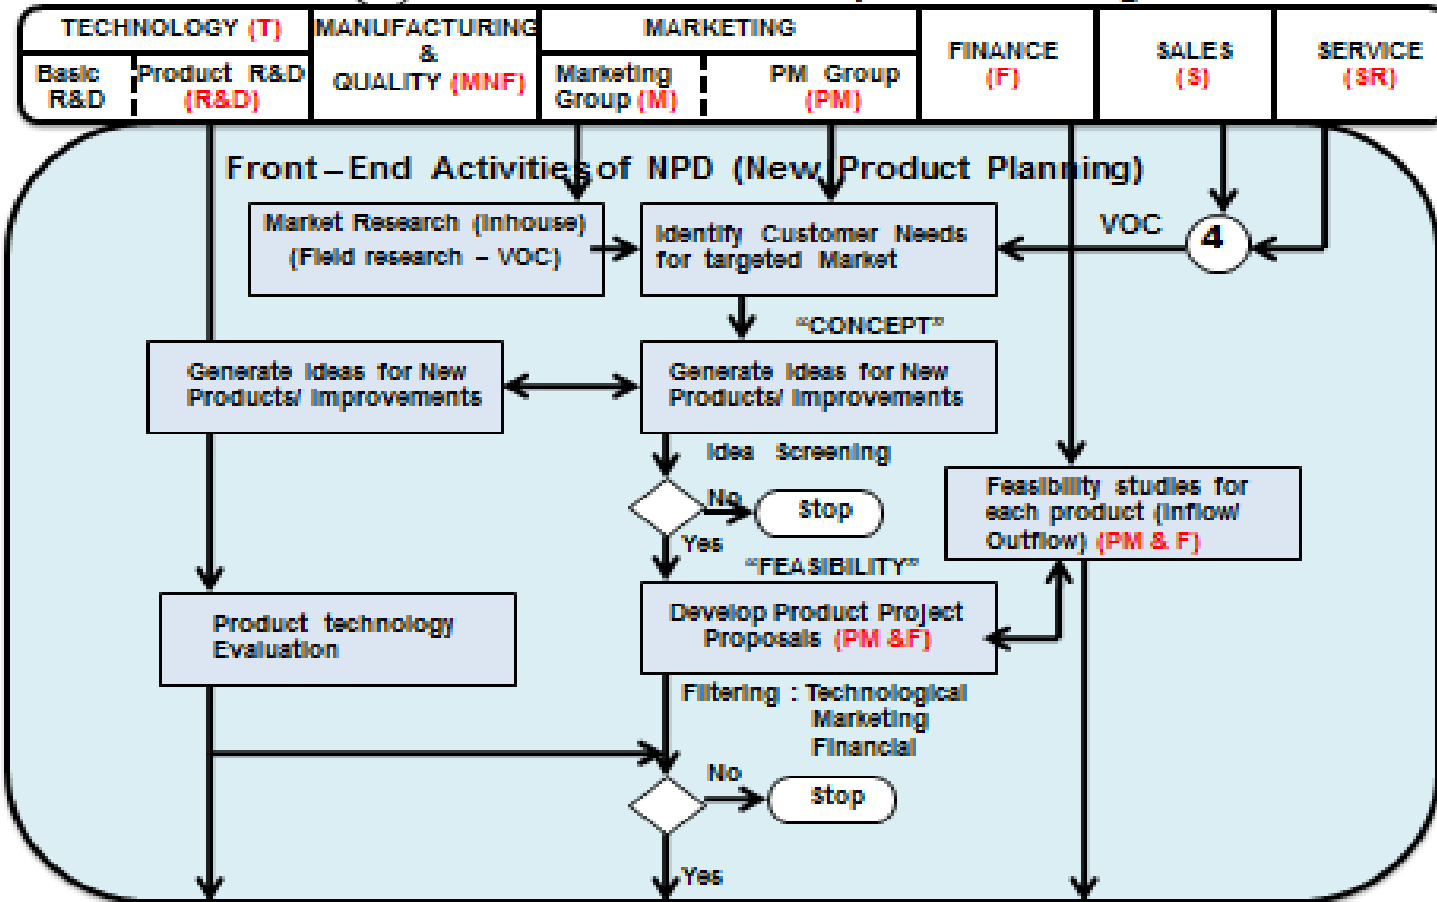 TECHNOLOGY (T)
Basic
R&D
Product R&D
(R&D)
MANUFACTURING
&
QUALITY (MNF)
MARKETING
Marketing
Group (M)
PM Group
(PM)
FINANCE
(F)
SALES
(S)
SERVICE
(SR)
Front-End Activities of NPD (New Product Planning)
Market Research (Inhouse)
(Field research – VOC)
Identify Customer Needs
for targeted Market
VOC
4
"CONCEPT"
Generate Ideas for New
Products/ Improvements
Generate Ideas for New
Products/ Improvements
Idea Screening
No
Stop
Yes
Feasibility studies for
each product (Inflow/
Outflow) (PM & F)
"FEASIBILITY"
Product technology
Evaluation
Develop Product Project
Proposals (PM &F)
Filtering : Technological
Marketing
Financial
No
Stop
Yes